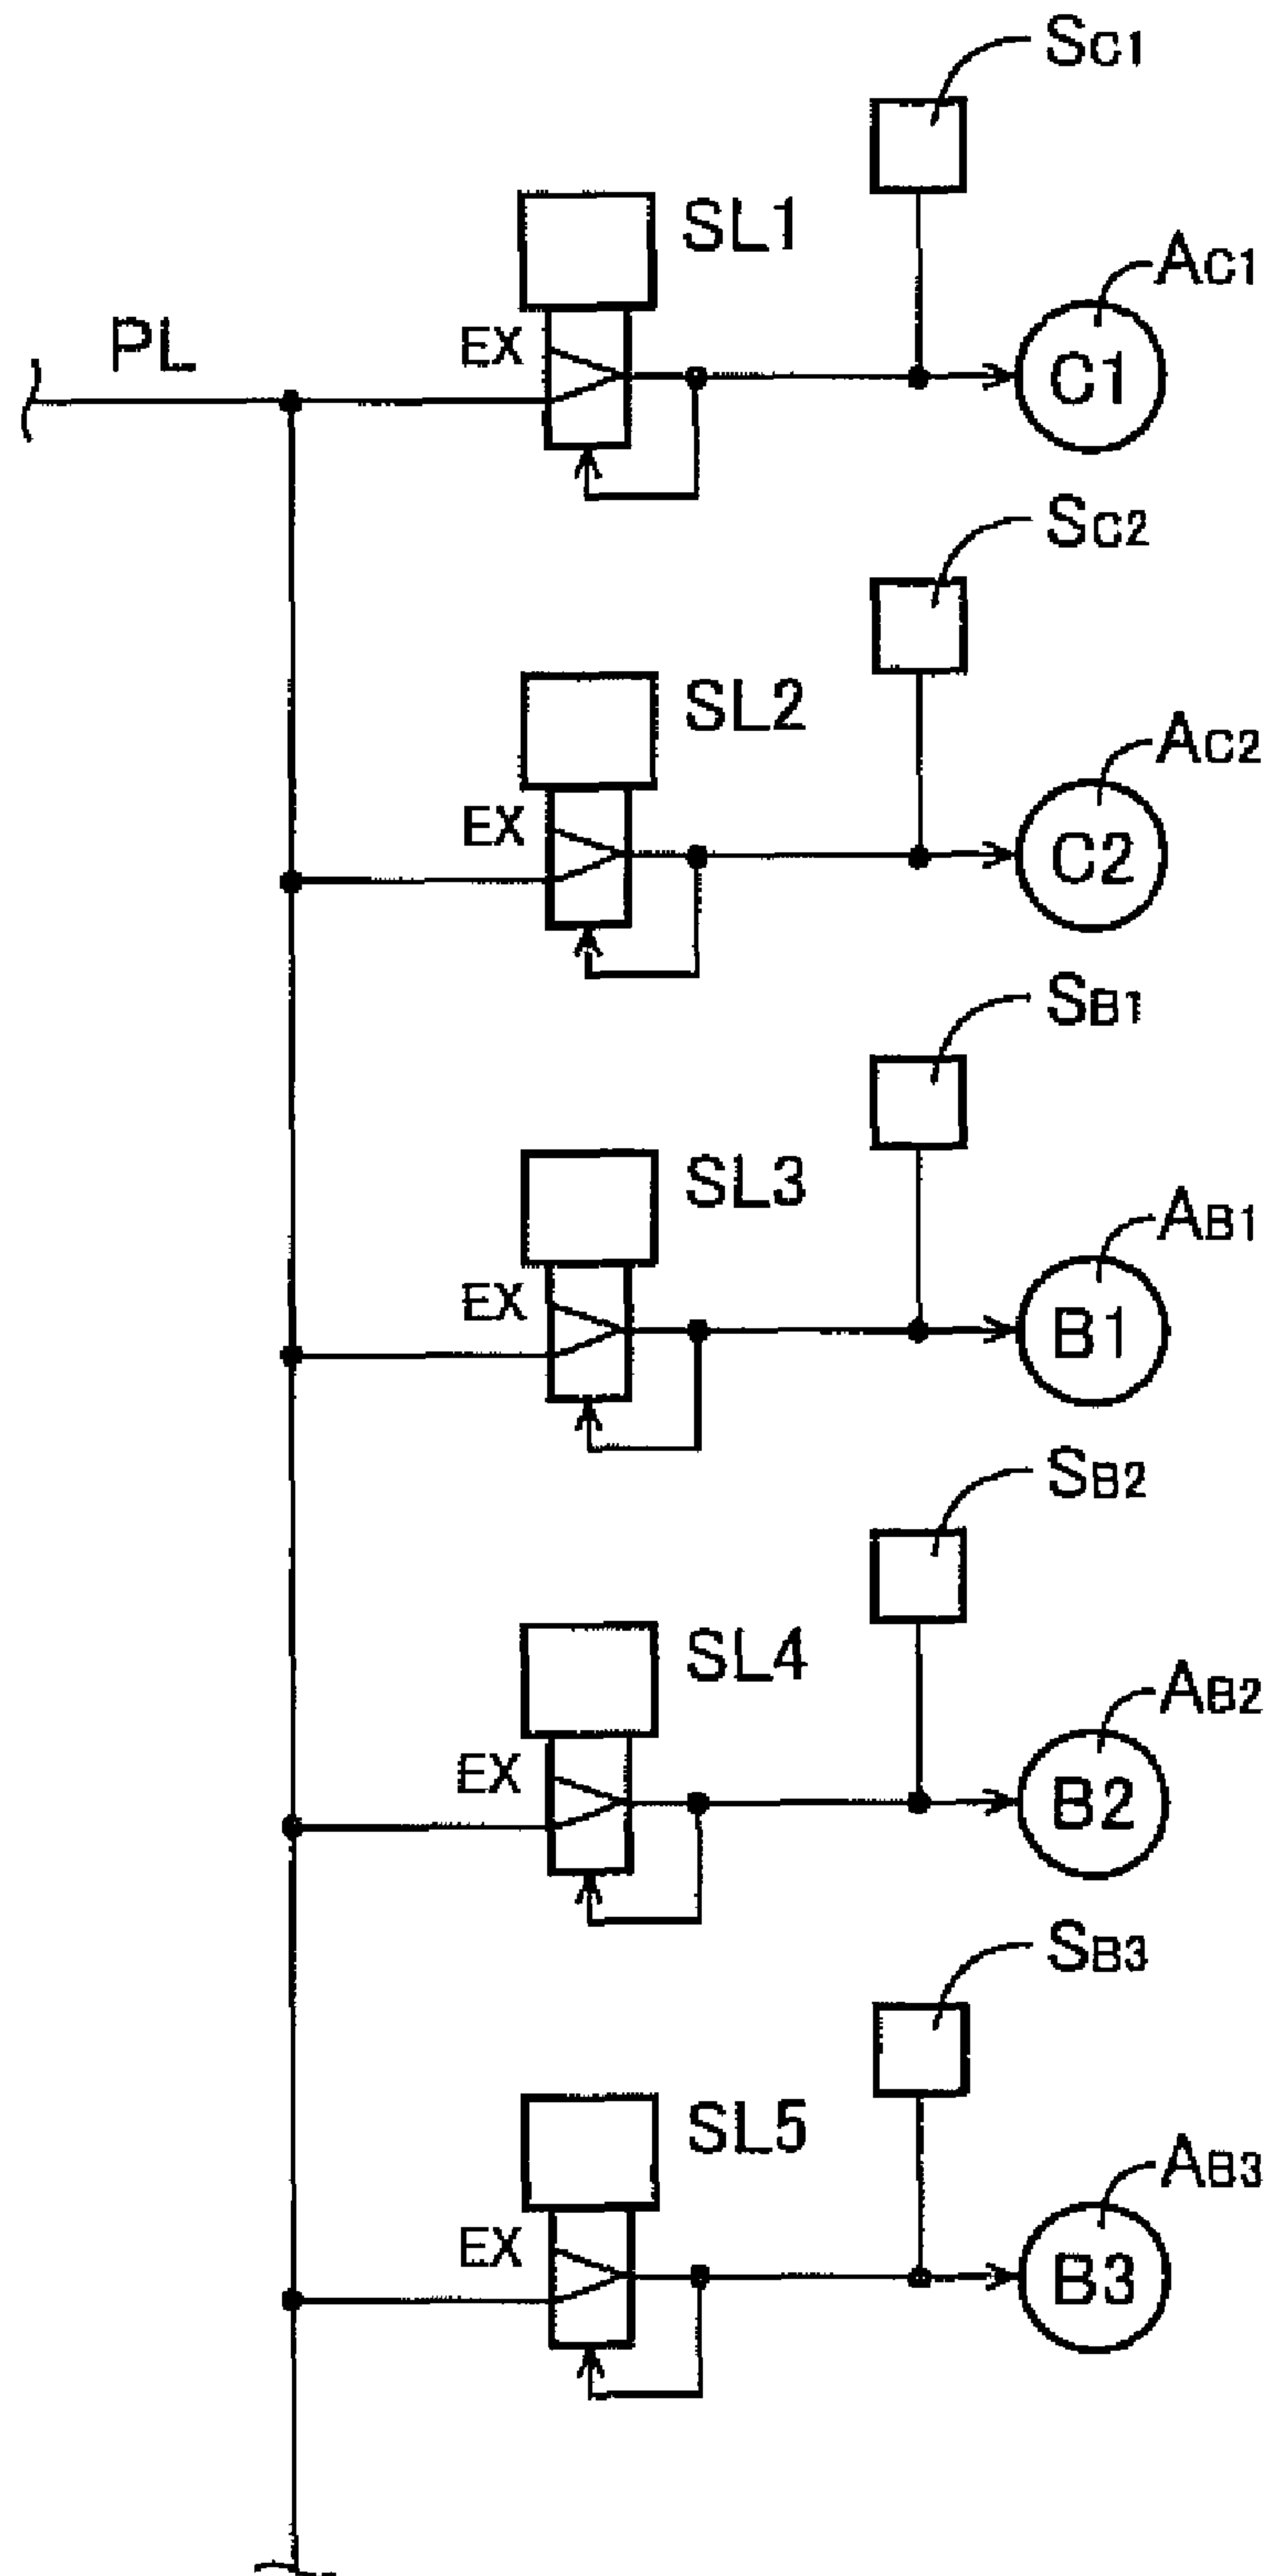 SC1
SL1
AC1
PL
EX
C1
SC2
SL2
AC2
EX
C2
SB1
SL3
AB1
EX
B1
SB2
SL4
AB2
EX
B2
SB3
SL5
AB3
EX
B3